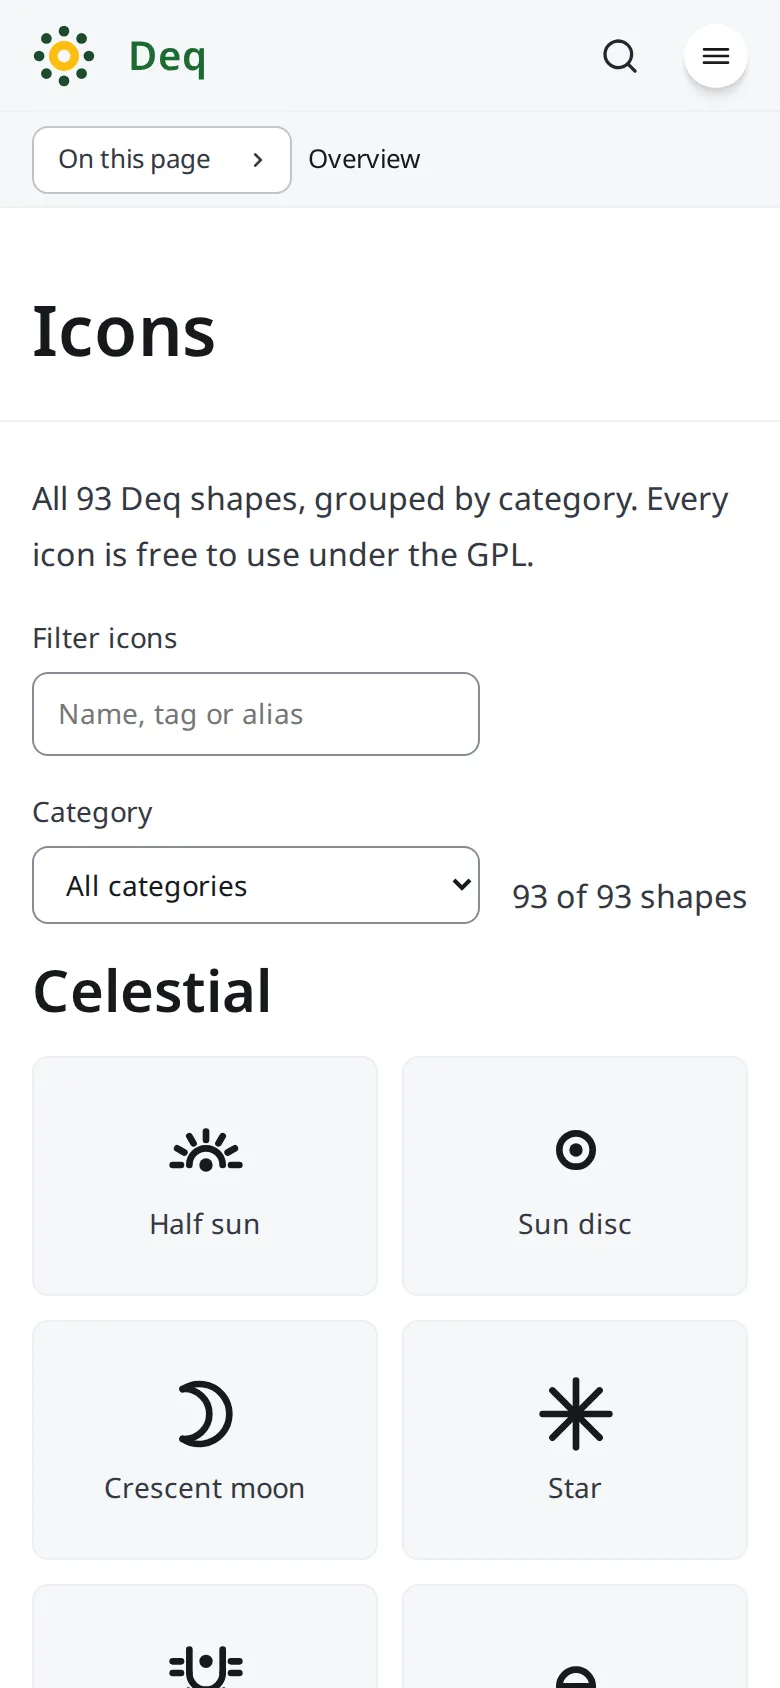 Deq
On this page
Overview
Icons
All 93 Deq shapes, grouped by category. Every
icon is free to use under the GPL.
Filter icons
Name, tag or alias
Category
All categories
93 of 93 shapes
Celestial
Half sun
Sun disc
Crescent moon
Star